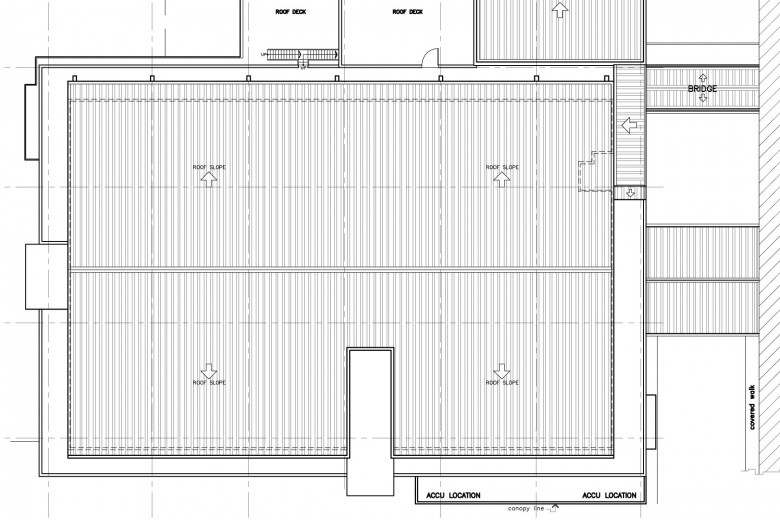 ROOF DECK
ROOF DECK
UP
BRIDGE
ROOF SLOPE
ROOF SLOPE
ROOF SLOPE
ROOF SLOPE
covered walk
ACCU LOCATION
ACCU LOCATION
canopy line